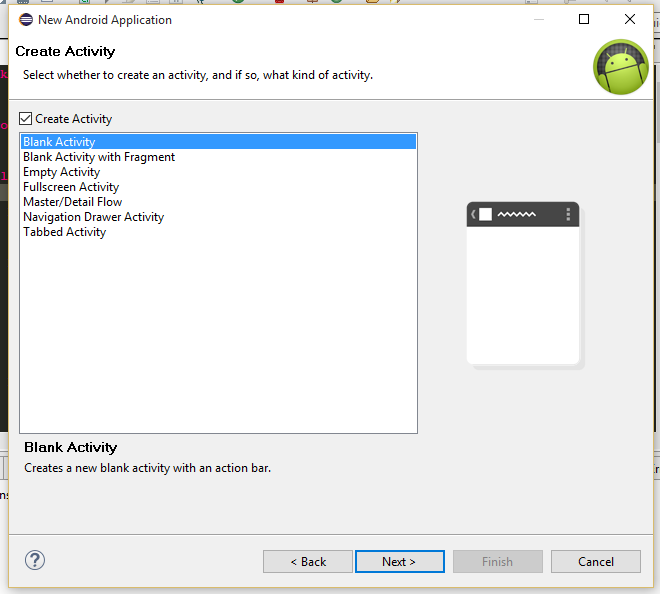 New Android Application
Create Activity
Select whether to create an activity, and if so, what kind of activity.
Create Activity
Blank Activity
Blank Activity with Fragment
Empty Activity
Fullscreen Activity
Master/Detail Flow
Navigation Drawer Activity
Tabbed Activity
Blank Activity
Creates a new blank activity with an action bar.
?
< Back
Next >
Finish
Cancel